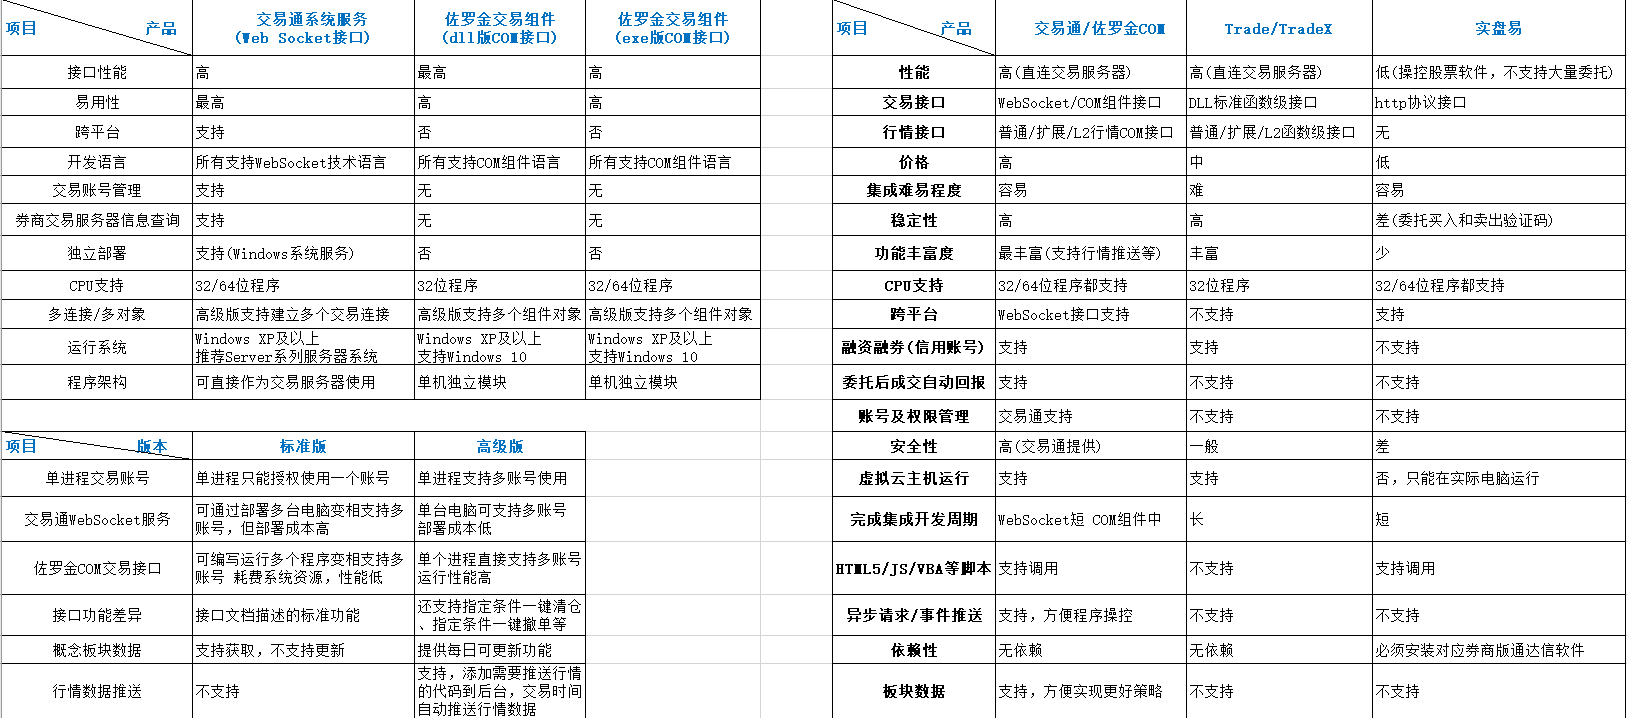 项目 产品 交易通系统服务 (Web Socket接口) 佐罗金交易组件 (dll版COM接口) 佐罗金交易组件 (exe版COM接口)
接口性能 高 最高 高
易用性 最高 高 高
跨平台 支持 否 否
开发语言 所有支持WebSocket技术语言 所有支持COM组件语言 所有支持COM组件语言
交易账号管理 支持 无 无
券商交易服务器信息查询 支持 无 无
独立部署 支持(Windows系统服务) 否 否
CPU支持 32/64位程序 32位程序 32/64位程序
多连接/多对象 高级版支持建立多个交易连接 高级版支持多个组件对象 高级版支持多个组件对象
运行系统 Windows XP及以上 推荐Server系列服务器系统 Windows XP及以上 支持Windows 10 Windows XP及以上 支持Windows 10
程序架构 可直接作为交易服务器使用 单机独立模块 单机独立模块
项目 版本 标准版 高级版
单进程交易账号 单进程只能授权使用一个账号 单进程支持多账号使用
交易通WebSocket服务 可通过部署多台电脑变相支持多账号，但部署成本高 单台电脑可支持多账号 部署成本低
佐罗金COM交易接口 可编写运行多个程序变相支持多账号 耗费系统资源，性能低 单个进程直接支持多账号 运行性能高
接口功能差异 接口文档描述的标准功能 还支持指定条件一键清仓、指定条件一键撤单等
概念板块数据 支持获取，不支持更新 提供每日可更新功能
行情数据推送 不支持 支持，添加需要推送行情的代码到后台，交易时间自动推送行情数据
项目 产品 交易通/佐罗金COM Trade/TradeX 实盘易
性能 高(直连交易服务器) 高(直连交易服务器) 低(操控股票软件，不支持大量委托)
交易接口 WebSocket/COM组件接口 DLL标准函数级接口 http协议接口
行情接口 普通/扩展/L2行情COM接口 普通/扩展/L2函数级接口 无
价格 高 中 低
集成难易程度 容易 难 容易
稳定性 高 高 差(委托买入和卖出验证码)
功能丰富度 最丰富(支持行情推送等) 丰富 少
CPU支持 32/64位程序都支持 32位程序 32/64位程序都支持
跨平台 WebSocket接口支持 不支持 支持
融资融券(信用账号) 支持 支持 不支持
委托后成交自动回报 支持 不支持 不支持
账号及权限管理 交易通支持 不支持 不支持
安全性 高(交易通提供) 一般 差
虚拟云主机运行 支持 支持 否，只能在实际电脑运行
完成集成开发周期 WebSocket短 COM组件中 长 短
HTML5/JS/VBA等脚本 支持调用 不支持 支持调用
异步请求/事件推送 支持，方便程序操控 不支持 不支持
依赖性 无依赖 无依赖 必须安装对应券商版通达信软件
板块数据 支持，方便实现更好策略 不支持 不支持